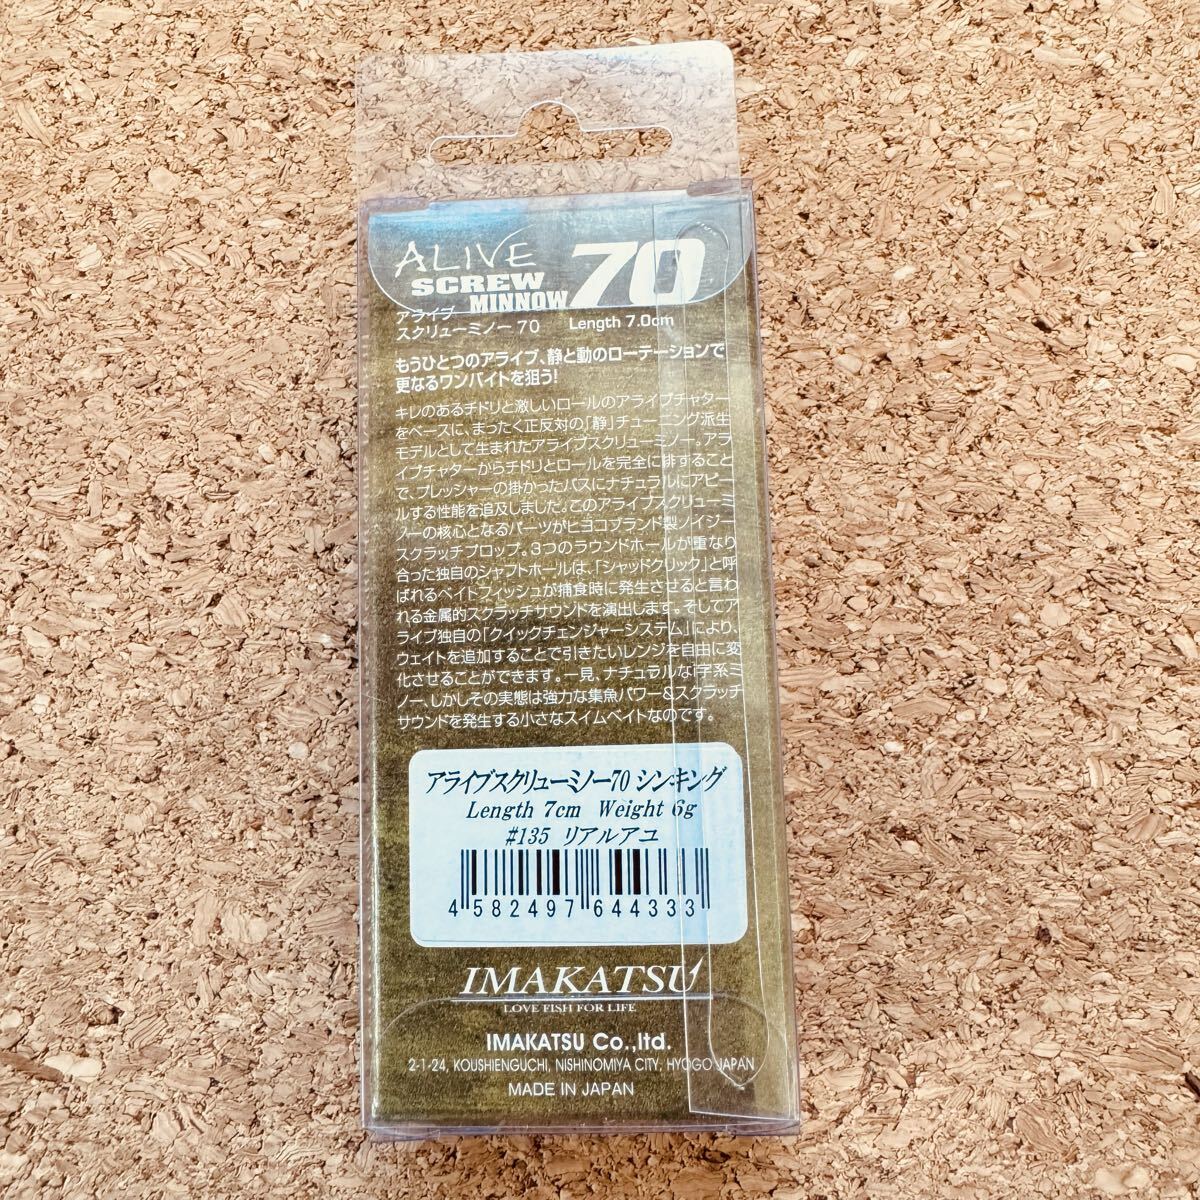 ALIVE
SCREW
MINNOW 70
アライブ
スクリューミノー 70 Length 7.0cm
もうひとつのアライブ、静と動のローテーションで
更なるワンバイトを狙う!
キレのあるチドリと激しいロールのアライブチャター
をベースに、まったく正反対の「静」チューニング派生
モデルとして生まれたアライブスクリューミノー。アラ
イブチャターからチドリとロールを完全に排すること
で、プレッシャーの掛かったバスにナチュラルにアピー
ルする性能を追及しました。このアライブスクリューミ
ノーの核心となるパーツがヒヨコブランド製ノイジー
スクラッチプロップ。3つのラウンドホールが重なり
合った独自のシャフトホールは、「シャッドクリック」と呼
ばれるベイトフィッシュが捕食時に発生させると言わ
れる金属的スクラッチサウンドを演出します。そしてア
ライブ独自の「クイックチェンジャーシステム」により、
ウェイトを追加することで引きたいレンジを自由に変
化させることができます。一見、ナチュラルなI字系ミ
ノー、しかしその実態は強力な集魚パワー&スクラッチ
サウンドを発生する小さなスイムベイトなのです。
アライブスクリューミノー70 シンキング
Length 7cm Weight 6g
#135 リアルアユ
4 582497 644333
IMAKATSU
LOVE FISH FOR LIFE
IMAKATSU Co.,ltd.
2-1-24, KOUSHIENGUCHI, NISHINOMIYA CITY, HYOGO JAPAN
MADE IN JAPAN